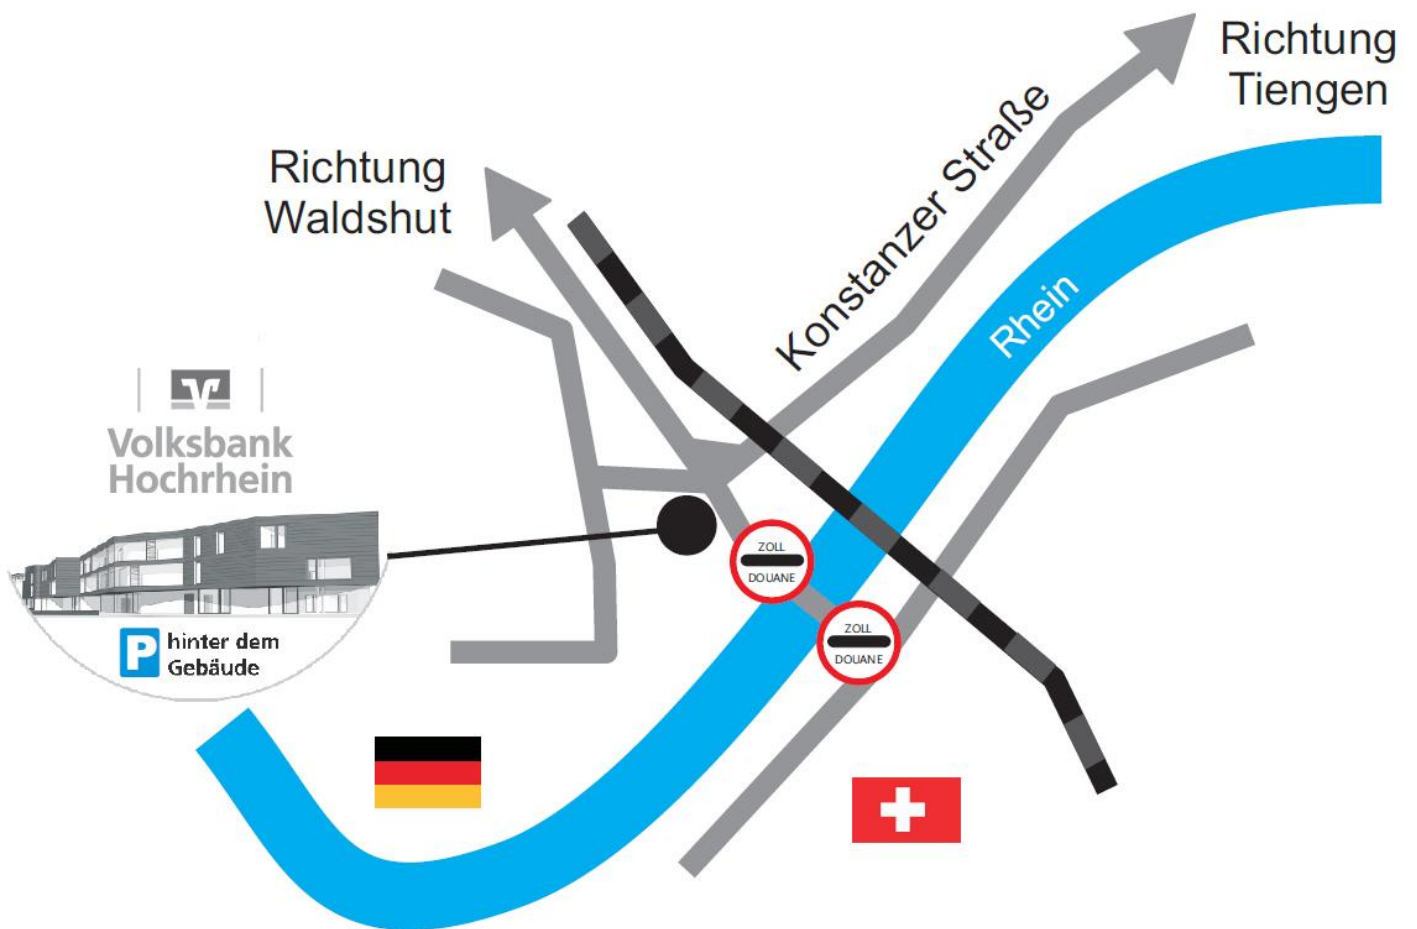 Richtung
Tiengen
Richtung
Waldshut
Konstanzer Straße
Rhein
Volksbank
Hochrhein
ZOLL
DOUANE
ZOLL
DOUANE
P hinter dem
Gebäude